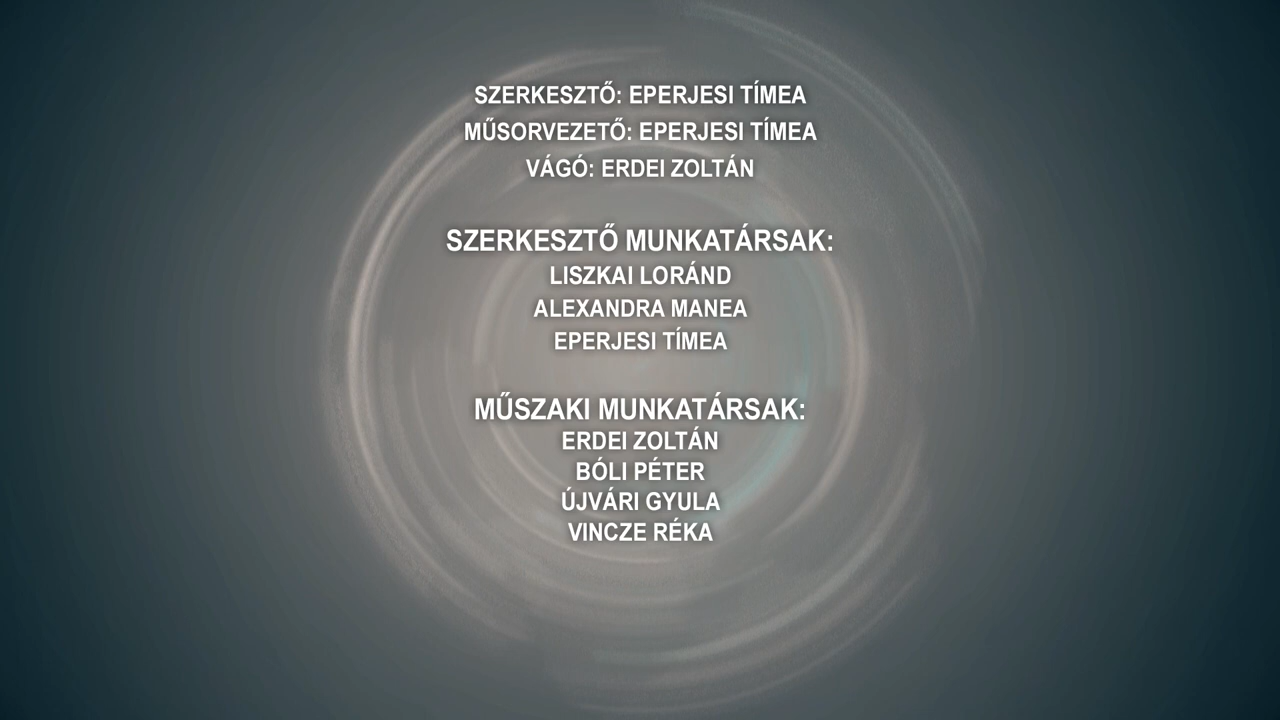 SZERKESZTŐ: EPERJESI TÍMEA
MŰSORVEZETŐ: EPERJESI TÍMEA
VÁGÓ: ERDEI ZOLTÁN
SZERKESZTŐ MUNKATÁRSAK:
LISZKAI LORÁND
ALEXANDRA MANEA
EPERJESI TÍMEA
MŰSZAKI MUNKATÁRSAK:
ERDEI ZOLTÁN
BÓLI PÉTER
ÚJVÁRI GYULA
VINCZE RÉKA